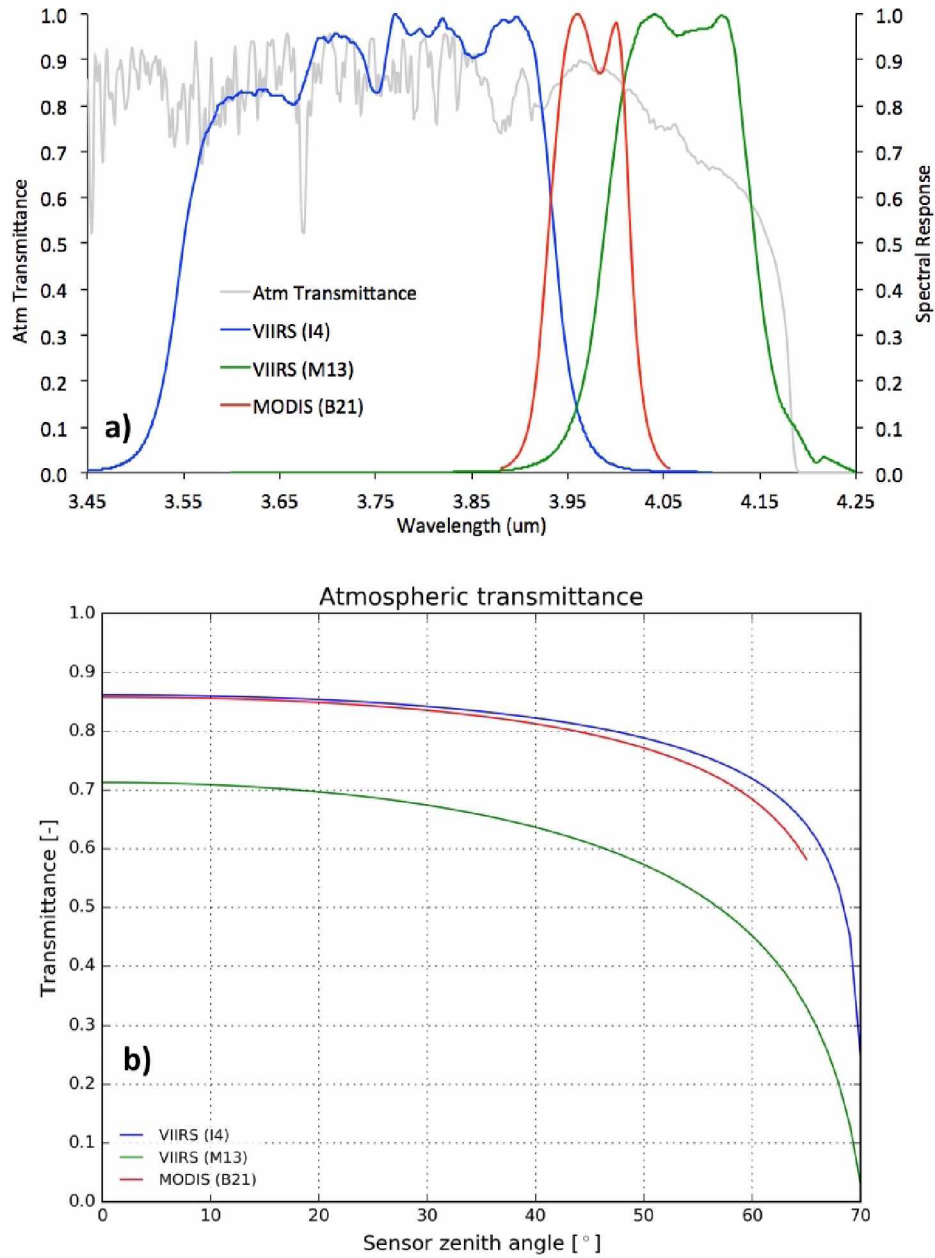 1.0
0.9
0.8
0.7
0.6
0.5
0.4
0.3
0.2
0.1
0.0
Atm Transmittance
1.0
0.9
0.8
0.7
0.6
0.5
0.4
0.3
0.2
0.1
0.0
Spectral Response
Atm Transmittance
VIIRS (I4)
VIIRS (M13)
MODIS (B21)
a)
3.45 3.55 3.65 3.75 3.85 3.95 4.05 4.15 4.25
Wavelength (um)
Atmospheric transmittance
1.0
0.9
0.8
0.7
0.6
0.5
0.4
0.3
0.2
0.1
0.0
Transmittance [-]
b)
VIIRS (I4)
VIIRS (M13)
MODIS (B21)
0 10 20 30 40 50 60 70
Sensor zenith angle [°]